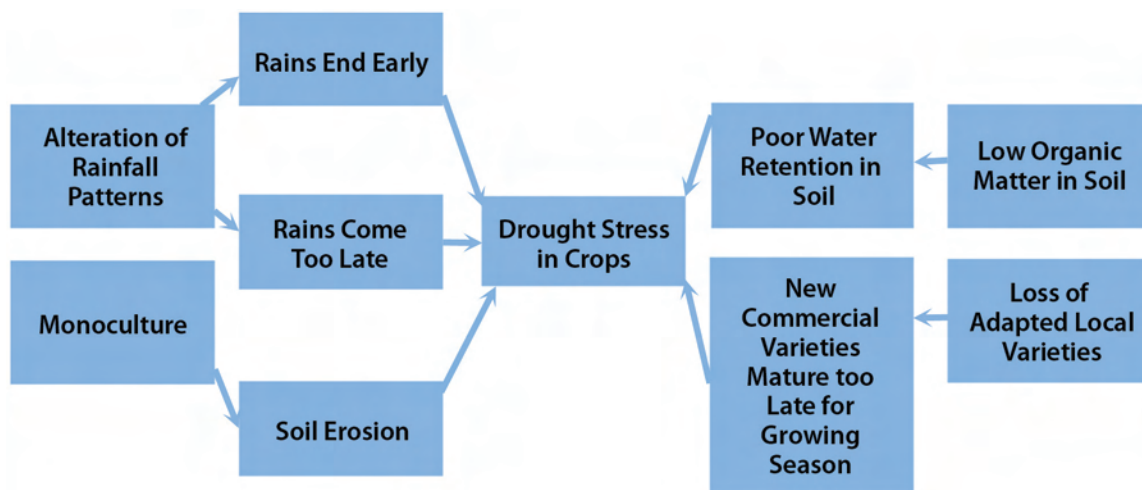 Rains End Early
Alteration of
Rainfall
Patterns
Rains Come
Too Late
Monoculture
Soil Erosion
Drought Stress
in Crops
Poor Water
Retention in
Soil
Low Organic
Matter in Soil
New
Commercial
Varieties
Mature too
Late for
Growing
Season
Loss of
Adapted Local
Varieties